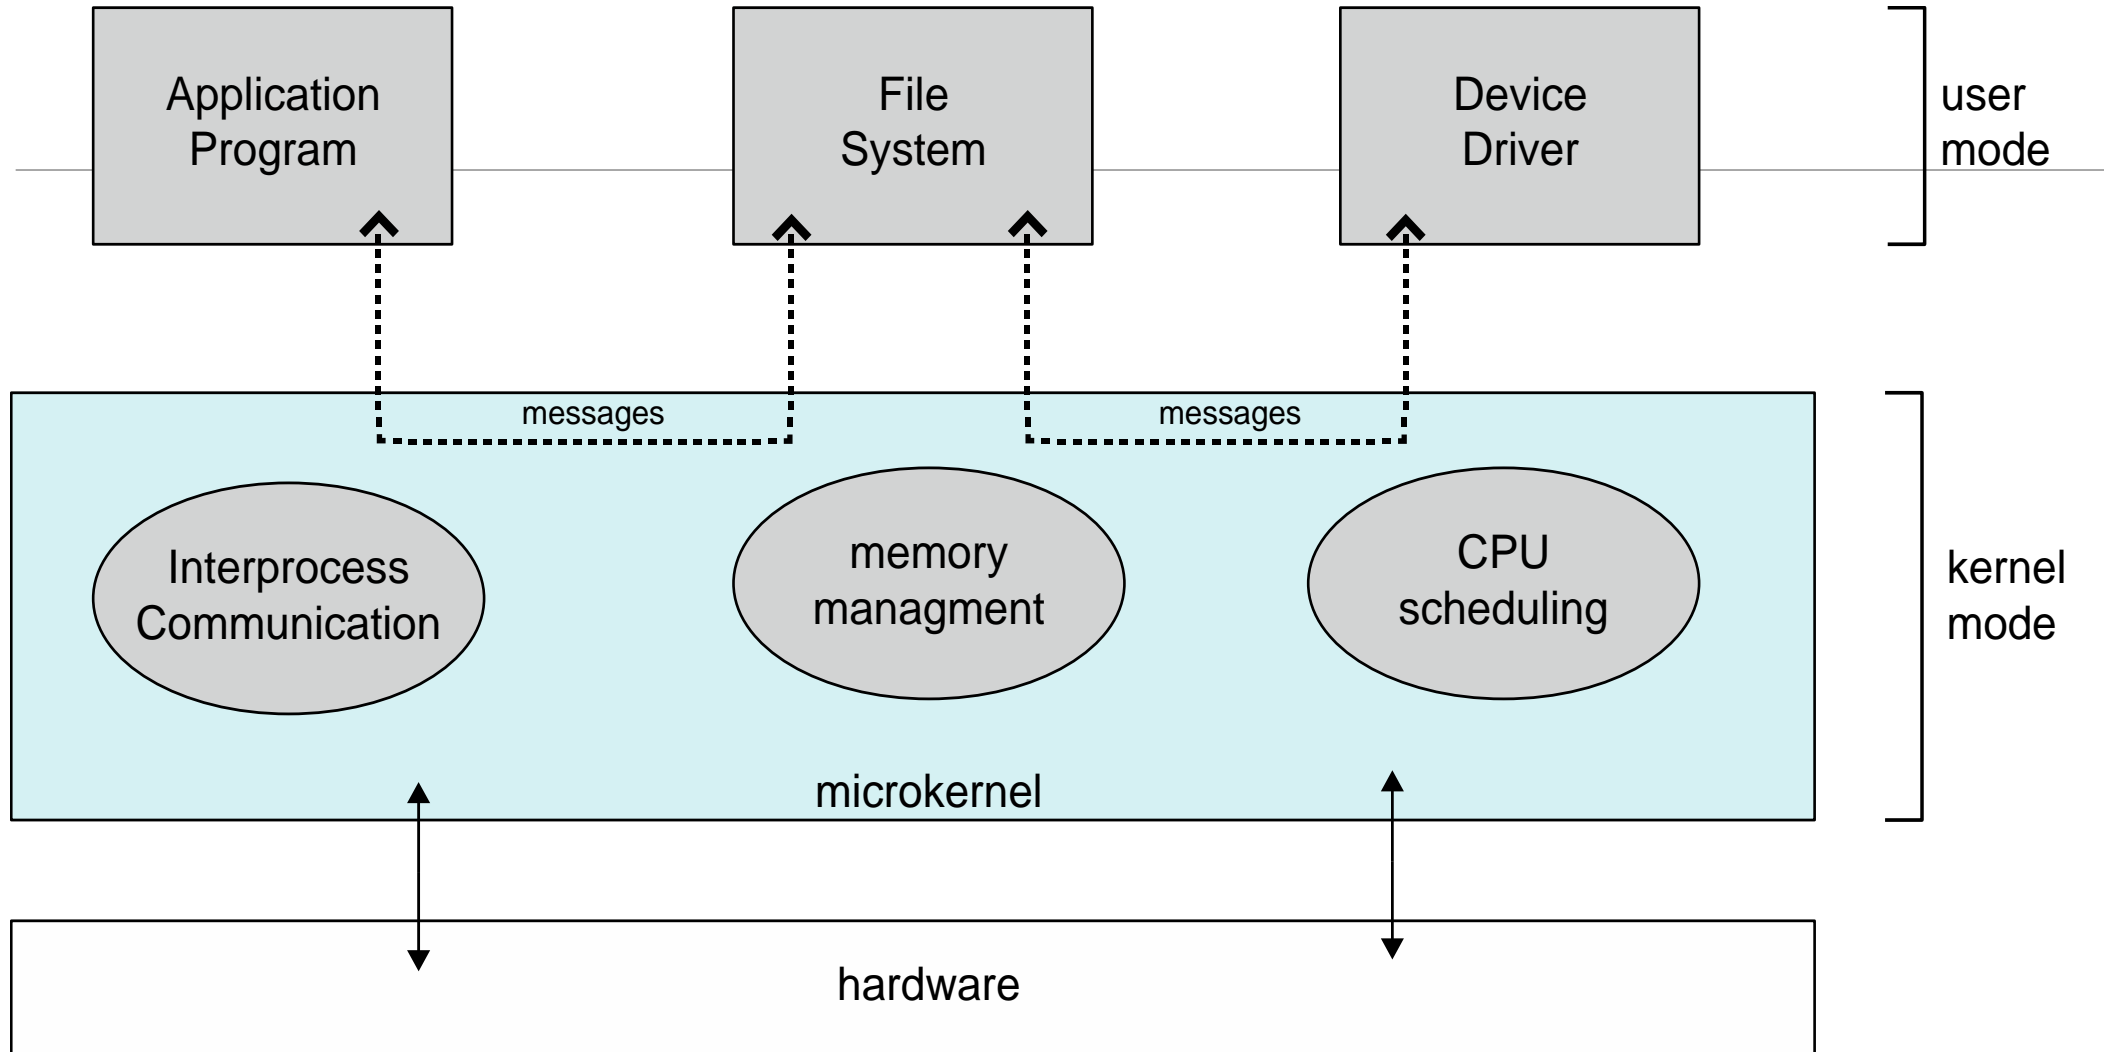 Application
Program
File
System
Device
Driver
user
mode
messages
messages
Interprocess
Communication
memory
managment
CPU
scheduling
kernel
mode
microkernel
hardware